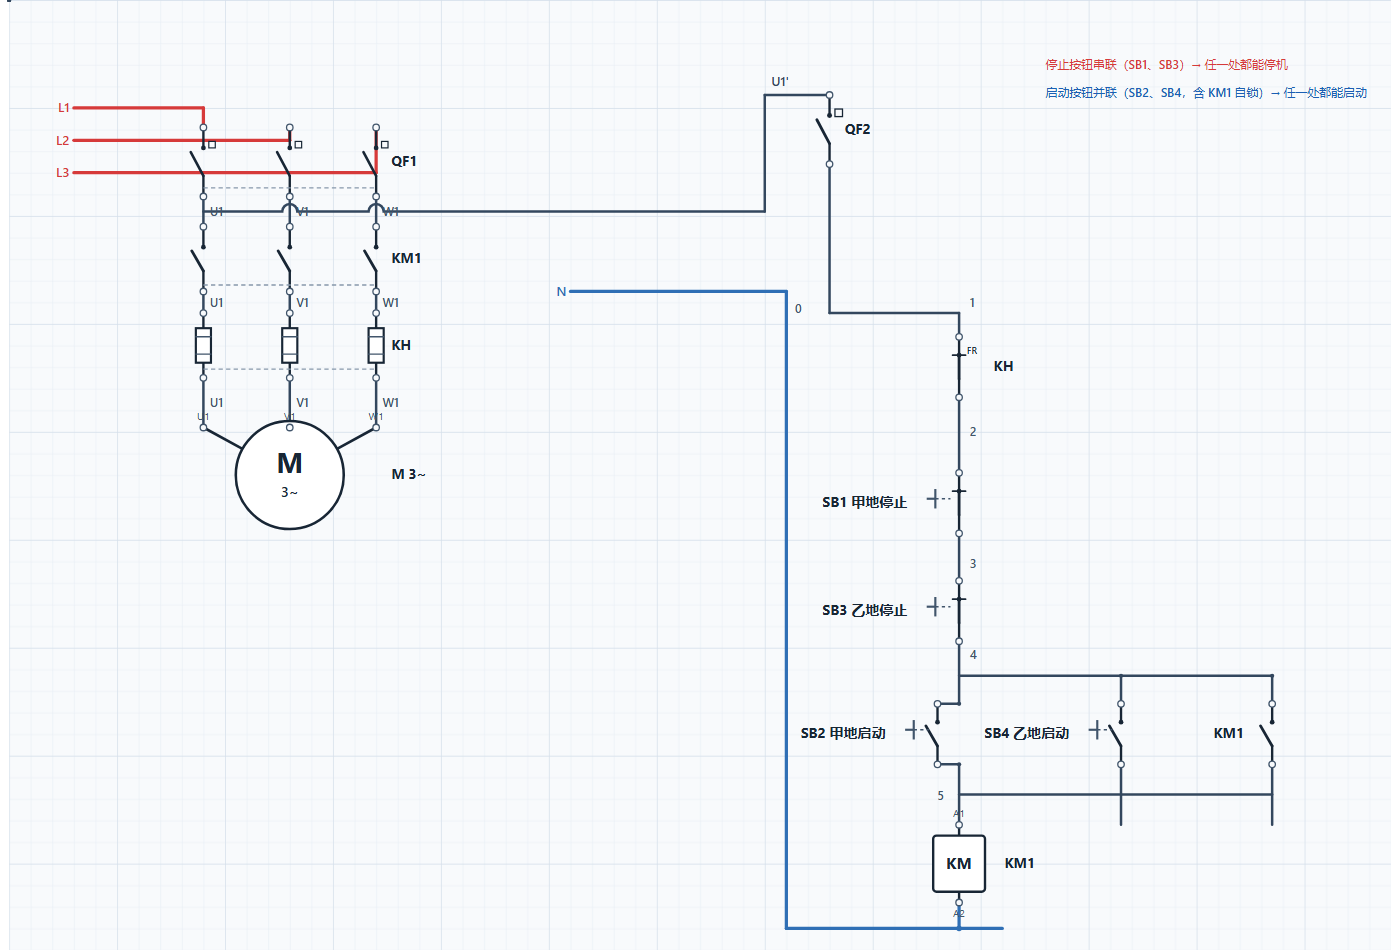 停止按钮串联（SB1、SB3）→ 任一处都能停机
启动按钮并联（SB2、SB4，含 KM1 自锁）→ 任一处都能启动
U1'
L1
L2
L3
QF1
QF2
U1
V1
W1
KM1
N
0
1
U1
V1
W1
KH
FR
KH
U1
V1
W1
U1
V1
W1
M
3~
M 3~
2
SB1 甲地停止
3
SB3 乙地停止
4
SB2 甲地启动
SB4 乙地启动
KM1
5
A1
KM
KM1
A2